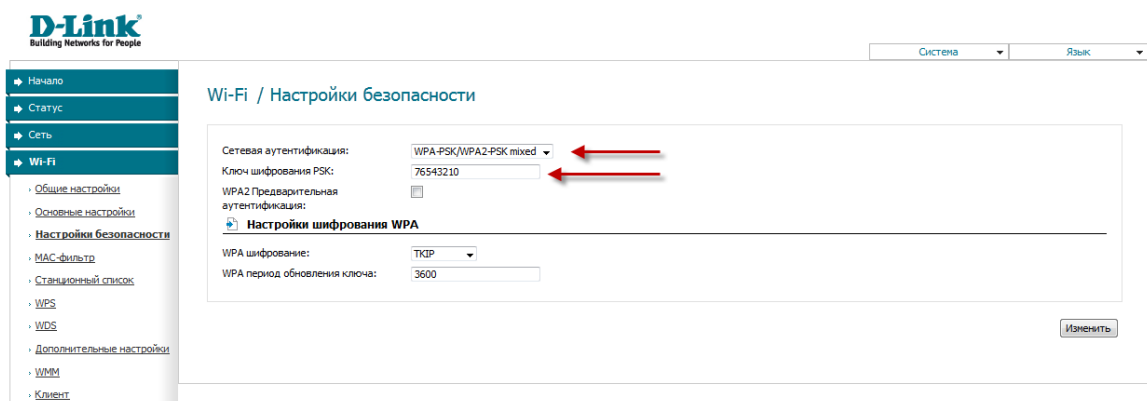 D-Link
Building Networks for People
Система
Язык
Начало
Статус
Сеть
Wi-Fi
Общие настройки
Основные настройки
Настройки безопасности
MAC-фильтр
Станционный список
WPS
WDS
Дополнительные настройки
WMM
Клиент
Wi-Fi / Настройки безопасности
Сетевая аутентификация: WPA-PSK/WPA2-PSK mixed
Ключ шифрования PSK: 76543210
WPA2 Предварительная
аутентификация:
Настройки шифрования WPA
WPA шифрование: TKIP
WPA период обновления ключа: 3600
Изменить